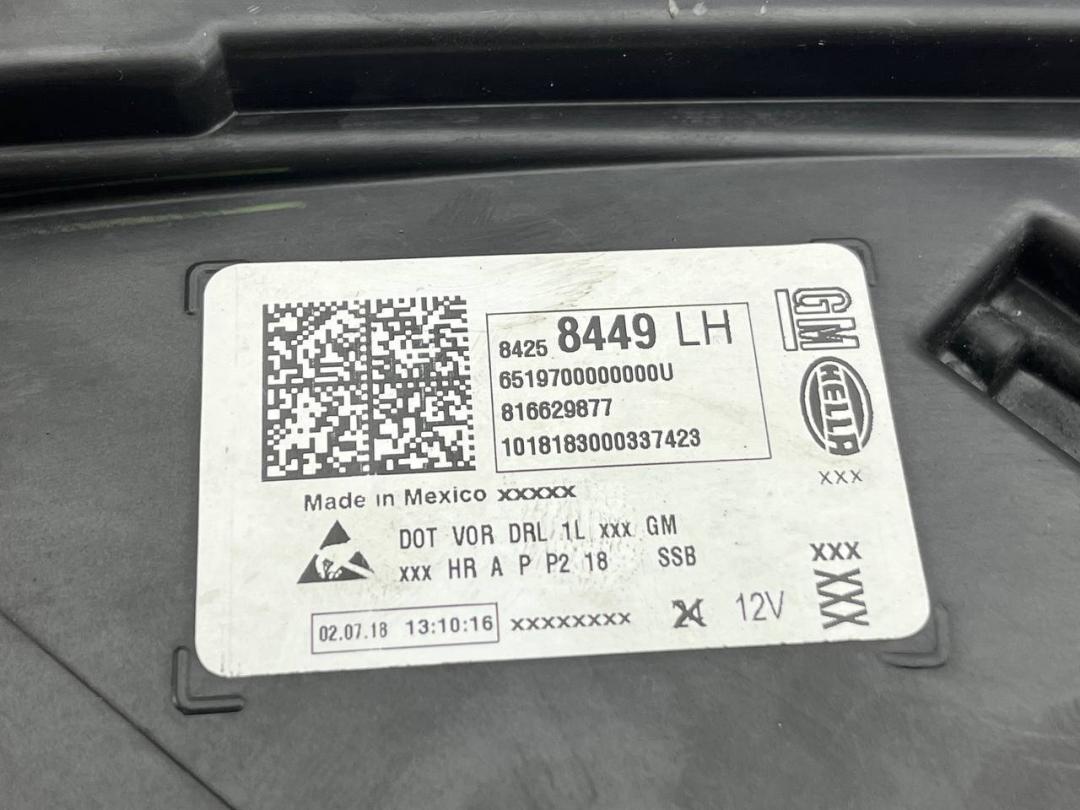 8425 8449 LH
6519700000000U
816629877
1018183000337423
GM
HELLA
xxx
Made in Mexico xxxxx
DOT VOR DRL 1L xxx GM
xxx HR A P P2 18 SSB
xxx
02.07.18 13:10:16 xxxxxxxx 12V XXX